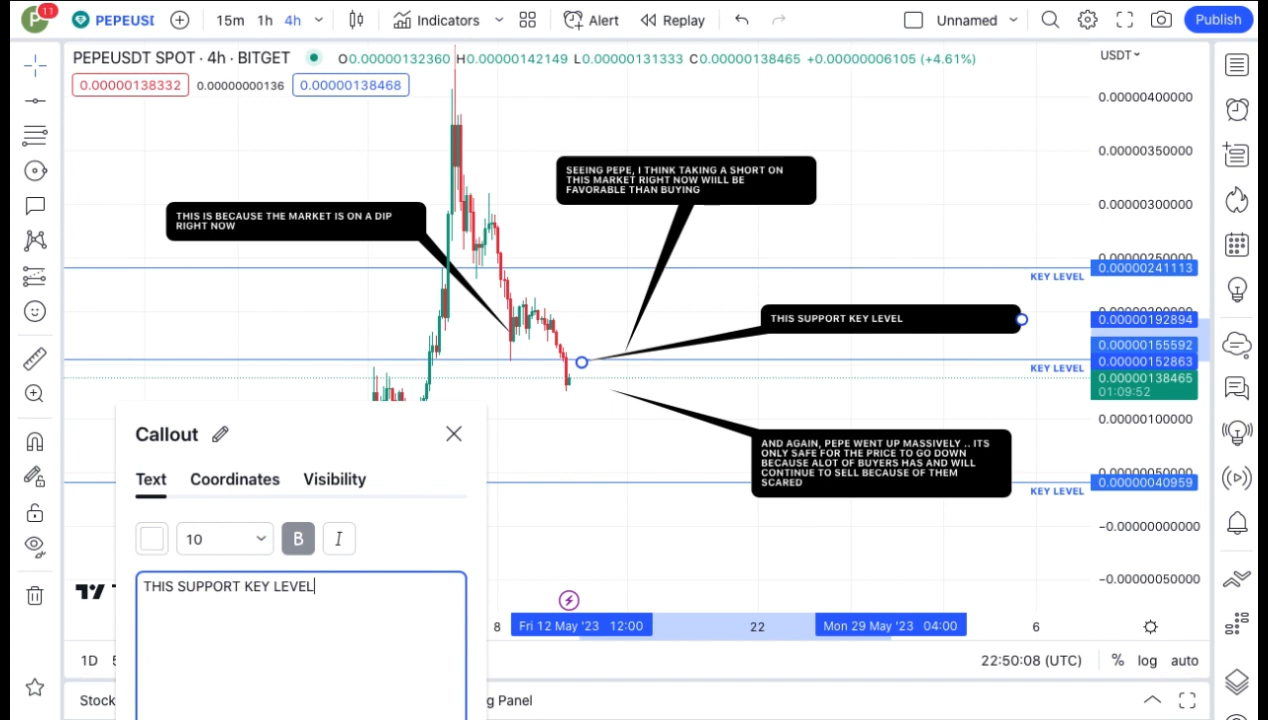 P 11 PEPEUSI 15m 1h 4h Indicators Alert Replay Unnamed Publish
PEPEUSDT SPOT · 4h · BITGET O0.00000132360 H0.00000142149 L0.00000131333 C0.00000138465 +0.00000006105 (+4.61%) USDT
0.00000138332 0.00000000136 0.00000138468
0.00000400000
0.00000350000
SEEING PEPE, I THINK TAKING A SHORT ON
THIS MARKET RIGHT NOW WIILL BE
FAVORABLE THAN BUYING
0.00000300000
THIS IS BECAUSE THE MARKET IS ON A DIP
RIGHT NOW
0.00000241113
KEY LEVEL
THIS SUPPORT KEY LEVEL
0.00000192894
0.00000155592
0.00000152863
KEY LEVEL
0.00000138465
01:09:52
0.00000100000
AND AGAIN, PEPE WENT UP MASSIVELY .. ITS
ONLY SAFE FOR THE PRICE TO GO DOWN
BECAUSE ALOT OF BUYERS HAS AND WILL
CONTINUE TO SELL BECAUSE OF THEM
SCARED
0.00000040959
KEY LEVEL
−0.00000000000
−0.00000050000
Callout
Text Coordinates Visibility
10 B I
THIS SUPPORT KEY LEVEL
8 Fri 12 May '23 12:00 22 Mon 29 May '23 04:00 6
1D 22:50:08 (UTC) % log auto
Stock g Panel